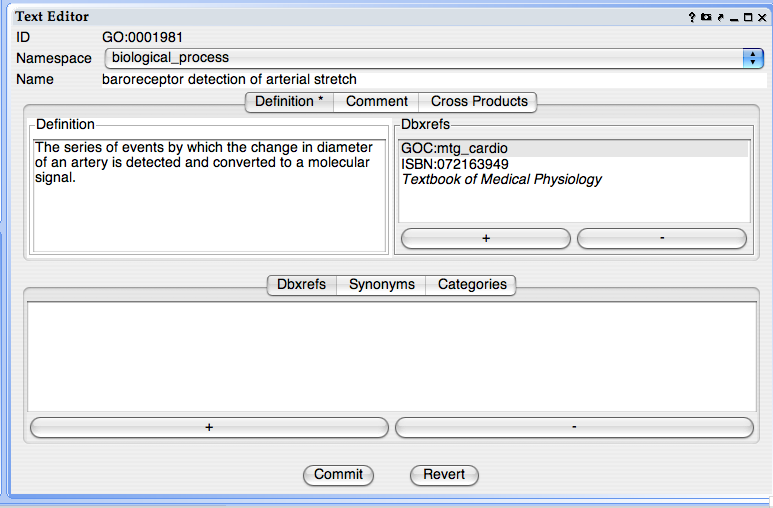 Text Editor
ID GO:0001981
Namespace biological_process
Name baroreceptor detection of arterial stretch
Definition * Comment Cross Products
Definition
The series of events by which the change in diameter
of an artery is detected and converted to a molecular
signal.
Dbxrefs
GOC:mtg_cardio
ISBN:072163949
Textbook of Medical Physiology
+ -
Dbxrefs Synonyms Categories
+ -
Commit Revert